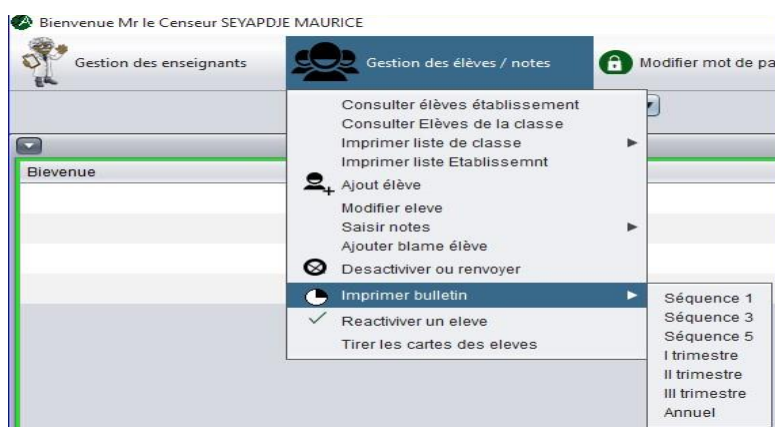 Bienvenue Mr le Censeur SEYAPDJE MAURICE
Gestion des enseignants
Gestion des élèves / notes
Modifier mot de pa
Consulter élèves établissement
Consulter Elèves de la classe
Imprimer liste de classe
Imprimer liste Etablissemnt
Bievenue
Ajout élève
Modifier eleve
Saisir notes
Ajouter blame élève
Desactiviver ou renvoyer
Imprimer bulletin
Reactiviver un eleve
Tirer les cartes des eleves
Séquence 1
Séquence 3
Séquence 5
I trimestre
II trimestre
III trimestre
Annuel